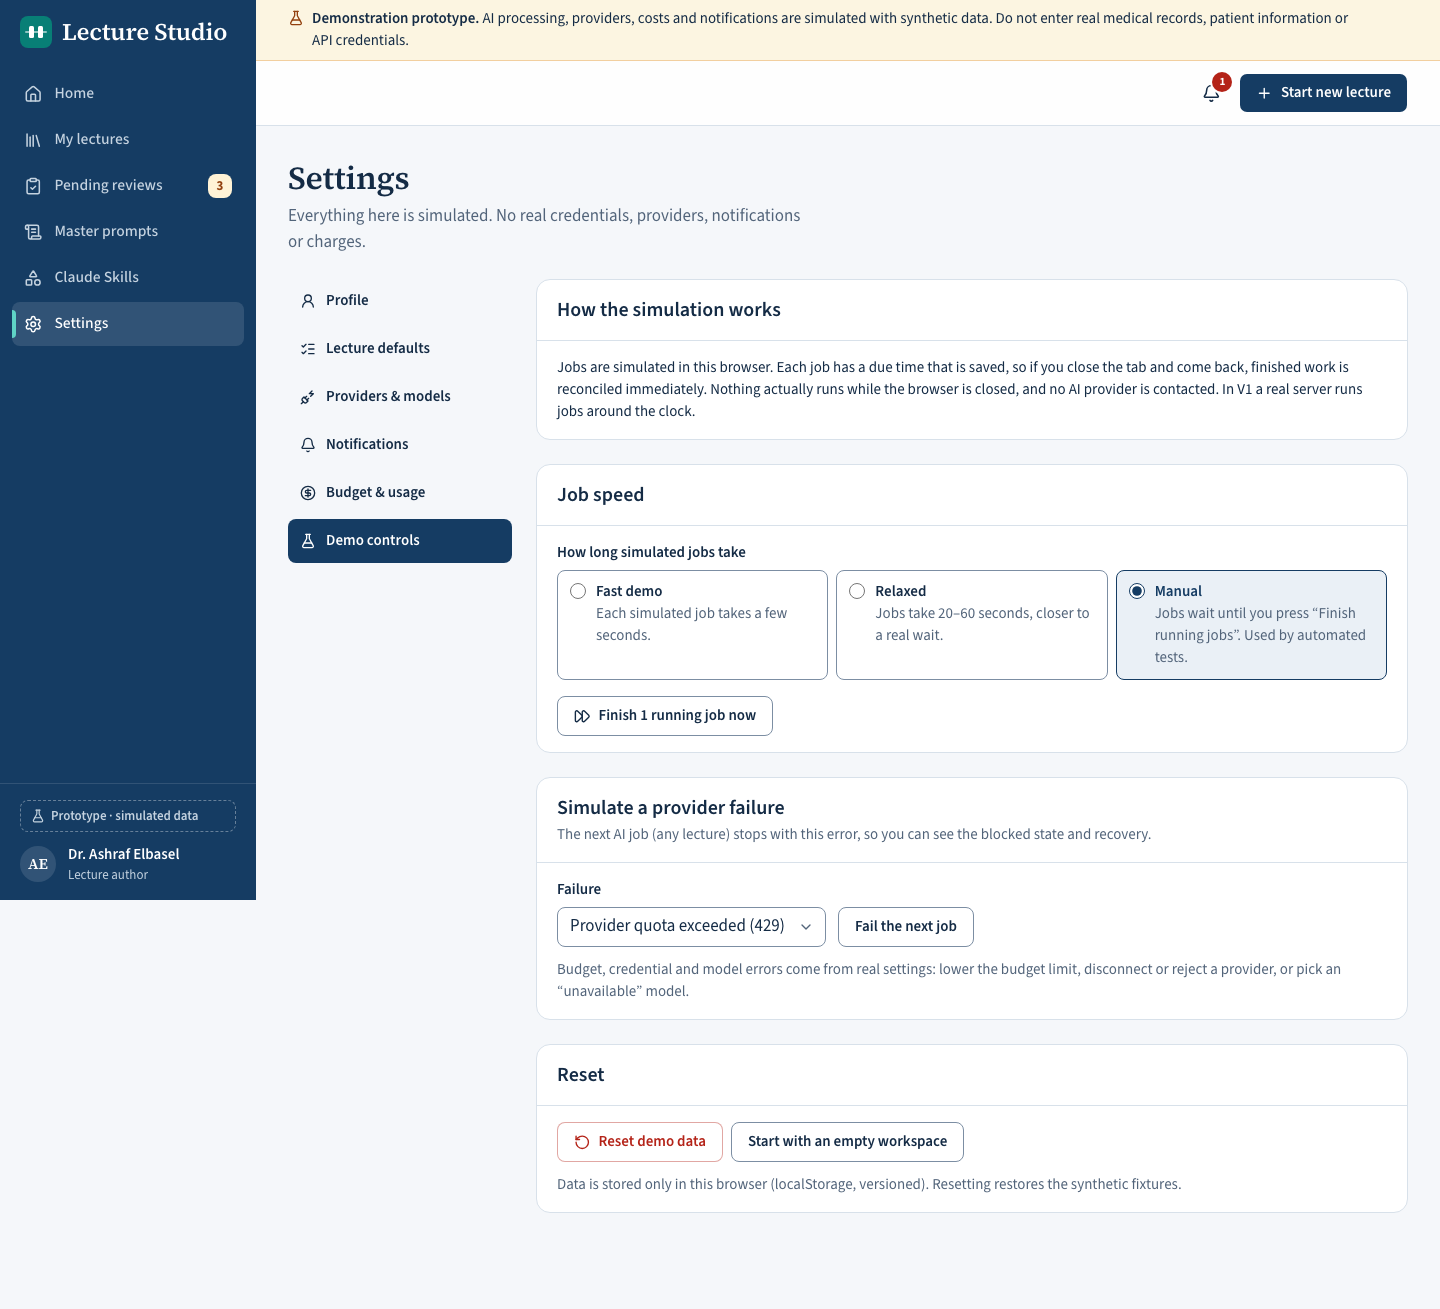 Lecture Studio
Home
My lectures
Pending reviews
3
Master prompts
Claude Skills
Settings
Prototype · simulated data
AE
Dr. Ashraf Elbasel
Lecture author
Demonstration prototype. AI processing, providers, costs and notifications are simulated with synthetic data. Do not enter real medical records, patient information or
API credentials.
1
Start new lecture
Settings
Everything here is simulated. No real credentials, providers, notifications
or charges.
Profile
Lecture defaults
Providers & models
Notifications
Budget & usage
Demo controls
How the simulation works
Jobs are simulated in this browser. Each job has a due time that is saved, so if you close the tab and come back, finished work is
reconciled immediately. Nothing actually runs while the browser is closed, and no AI provider is contacted. In V1 a real server runs
jobs around the clock.
Job speed
How long simulated jobs take
Fast demo
Each simulated job takes a few
seconds.
Relaxed
Jobs take 20–60 seconds, closer to
a real wait.
Manual
Jobs wait until you press “Finish
running jobs”. Used by automated
tests.
Finish 1 running job now
Simulate a provider failure
The next AI job (any lecture) stops with this error, so you can see the blocked state and recovery.
Failure
Provider quota exceeded (429)
Fail the next job
Budget, credential and model errors come from real settings: lower the budget limit, disconnect or reject a provider, or pick an
“unavailable” model.
Reset
Reset demo data
Start with an empty workspace
Data is stored only in this browser (localStorage, versioned). Resetting restores the synthetic fixtures.